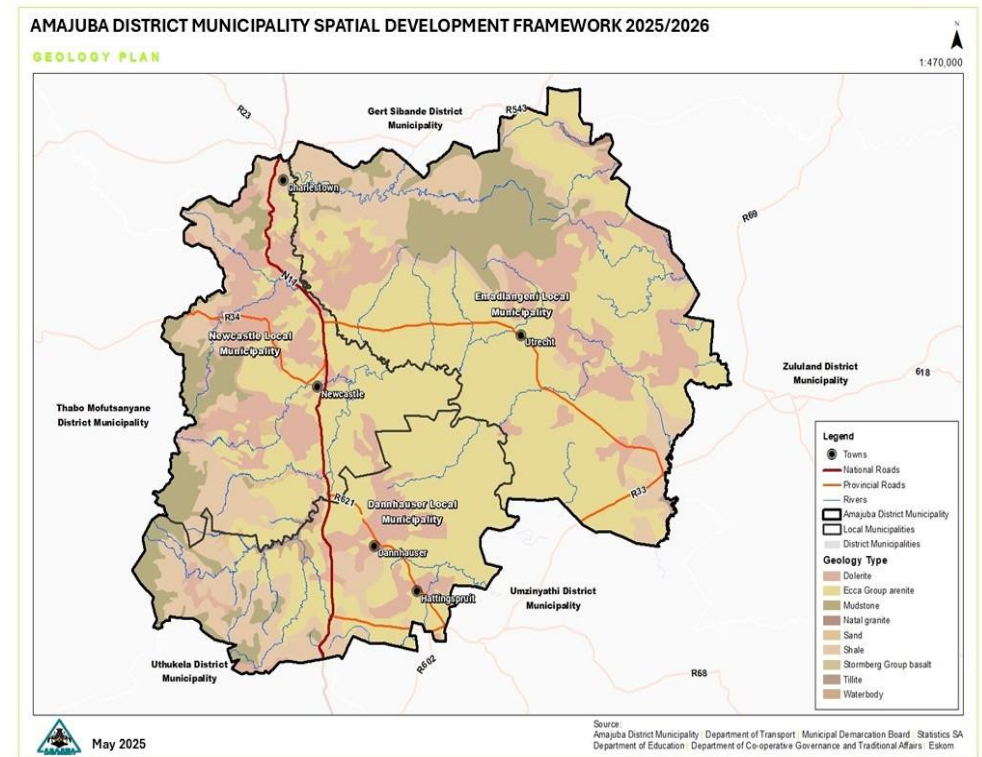 AMAJUBA DISTRICT MUNICIPALITY SPATIAL DEVELOPMENT FRAMEWORK 2025/2026
GEOLOGY PLAN
N
1:470,000
R23
Gert Sibande District
Municipality
R543
Charlestown
R69
N11
Emadlangeni Local
Municipality
R34
Newcastle Local
Municipality
Utrecht
Zululand District
Municipality
618
Newcastle
Thabo Mofutsanyane
District Municipality
R33
R621
Dannhauser Local
Municipality
Dannhauser
Hattingspruit
Umzinyathi District
Municipality
Uthukela District
Municipality
R602
R68
Legend
Towns
National Roads
Provincial Roads
Rivers
Amajuba District Municipality
Local Municipalities
District Municipalities
Geology Type
Dolerite
Ecca Group arenite
Mudstone
Natal granite
Sand
Shale
Stormberg Group basalt
Tillite
Waterbody
AMAJUBA
May 2025
Source:
Amajuba District Municipality | Department of Transport | Municipal Demarcation Board | Statistics SA
Department of Education | Department of Co-operative Governance and Traditional Affairs | Eskom